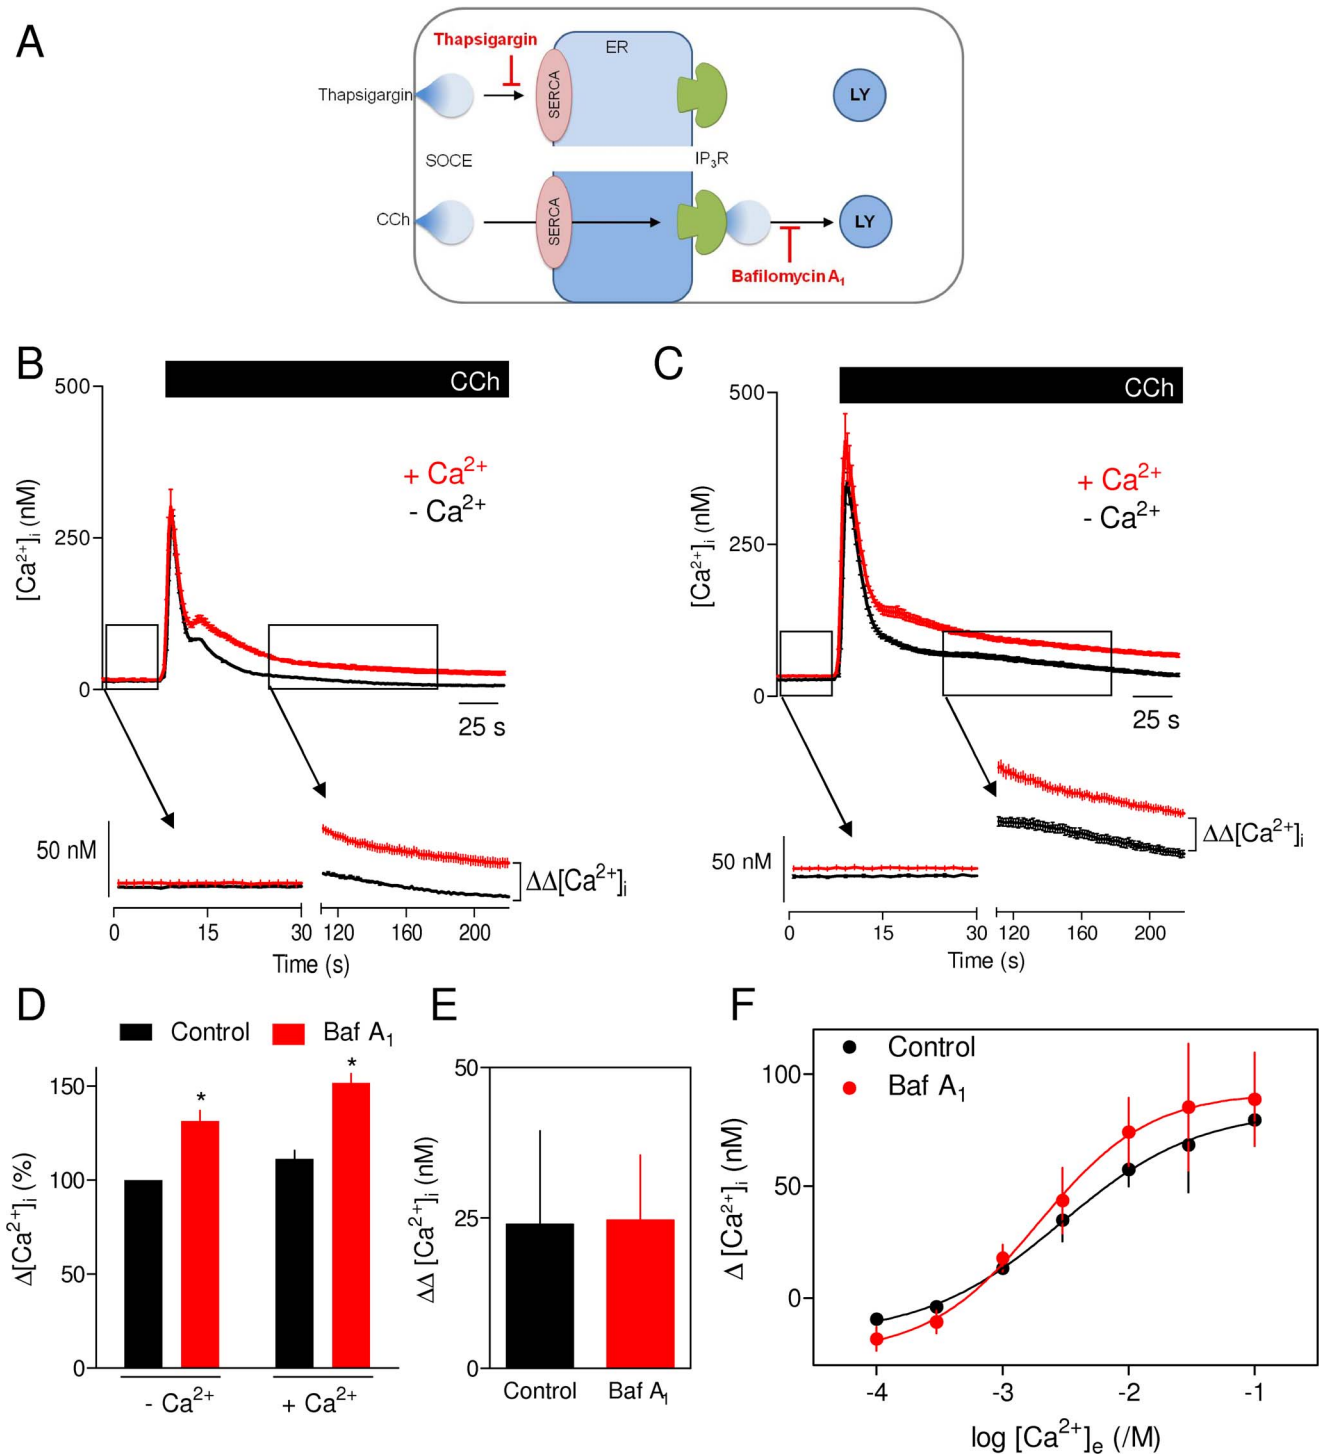 A
Thapsigargin
ER
Thapsigargin
SERCA
LY
SOCE
IP3R
CCh
SERCA
LY
Bafilomycin A1
B
CCh
500
+ Ca2+
- Ca2+
[Ca2+]i (nM)
250
0
25 s
50 nM
ΔΔ[Ca2+]i
0 15 30 120 160 200
Time (s)
C
CCh
500
+ Ca2+
- Ca2+
[Ca2+]i (nM)
250
0
25 s
50 nM
ΔΔ[Ca2+]i
0 15 30 120 160 200
Time (s)
D
Control Baf A1
Δ[Ca2+]i (%)
150
100
50
0
* *
- Ca2+ + Ca2+
E
ΔΔ [Ca2+]i (nM)
50
25
0
Control Baf A1
F
Control
Baf A1
Δ [Ca2+]i (nM)
100
50
0
-4 -3 -2 -1
log [Ca2+]e (/M)